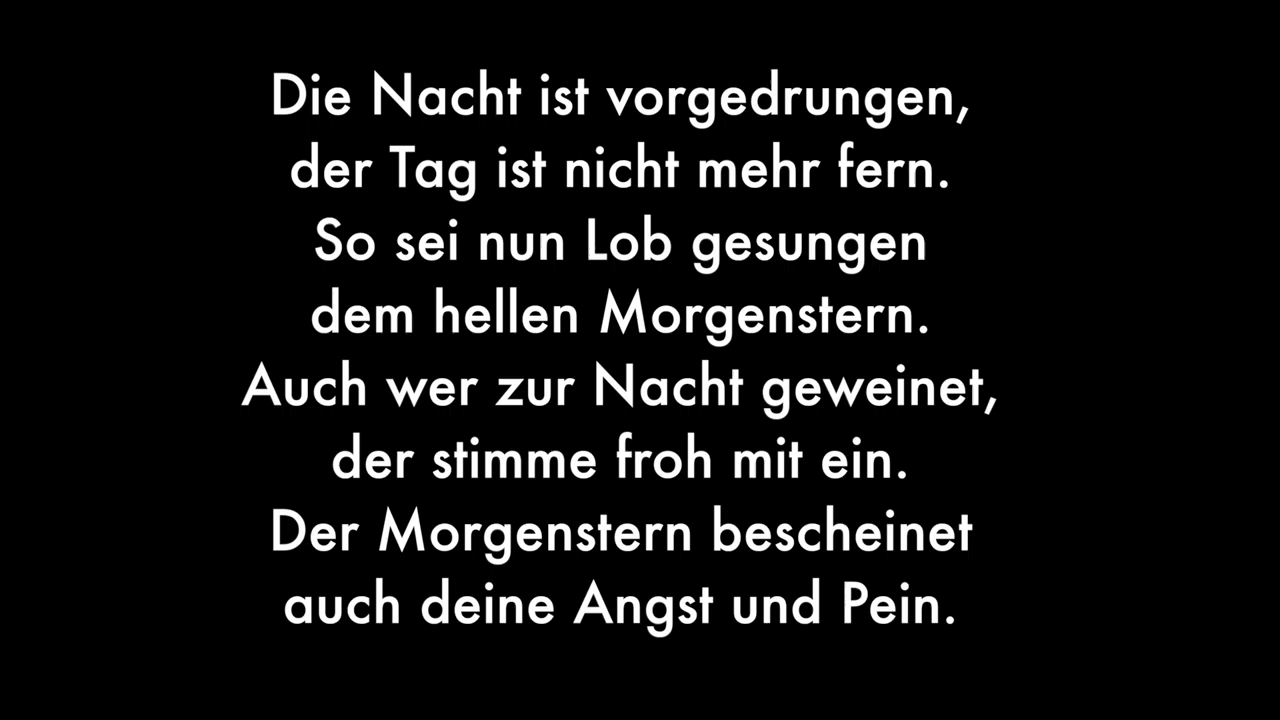 Die Nacht ist vorgedrungen,
der Tag ist nicht mehr fern.
So sei nun Lob gesungen
dem hellen Morgenstern.
Auch wer zur Nacht geweinet,
der stimme froh mit ein.
Der Morgenstern bescheinet
auch deine Angst und Pein.